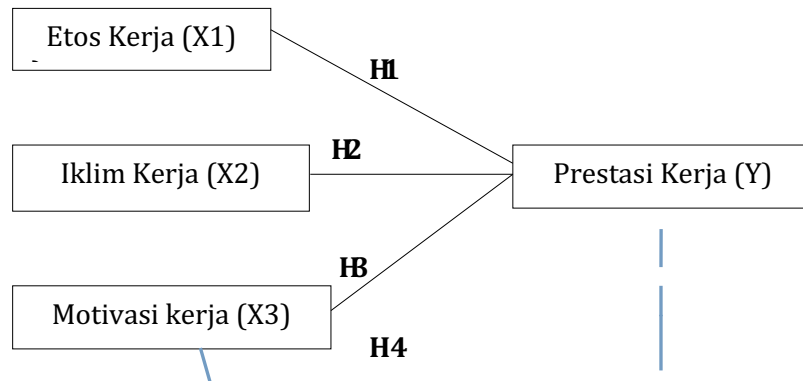 Etos Kerja (X1)
H1
H2
Iklim Kerja (X2)
Prestasi Kerja (Y)
H3
Motivasi kerja (X3)
H4